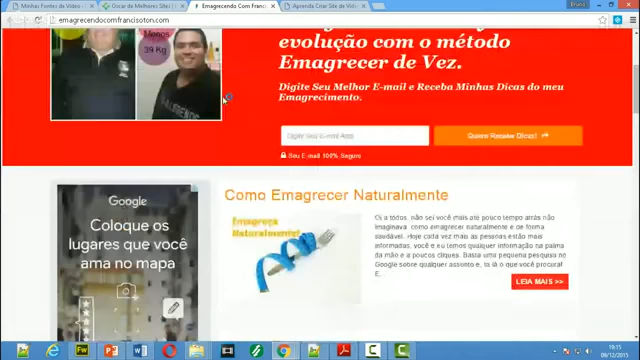 Minhas Fontes de Vídeo -
Oscar de Melhores Sites
Emagrecendo Com Franci
Aprenda Criar Site de Víd
Bruno
emagrecendocomfrancisoton.com
Menos
39 Kg
evolução com o método
Emagrecer de Vez.
Digite Seu Melhor E-mail e Receba Minhas Dicas do meu
Emagrecimento.
Digite Seu E-mail Aqui
Quero Receber Dicas!
Seu E-mail 100% Seguro
Google
Coloque os
lugares que você
ama no mapa
Como Emagrecer Naturalmente
Emagreça
Naturalmente!
Oi a todos, não sei você mais até pouco tempo atrás não
imaginava como emagrecer naturalmente e de forma
saudável. Hoje cada vez mais as pessoas estão mais
informadas, você e eu temos qualquer informação na palma
da mão e a poucos cliques. Basta uma pequena pesquisa no
Google sobre qualquer assunto e, ta lá o que você procura!
E.
LEIA MAIS >>
19:15
09/12/2015